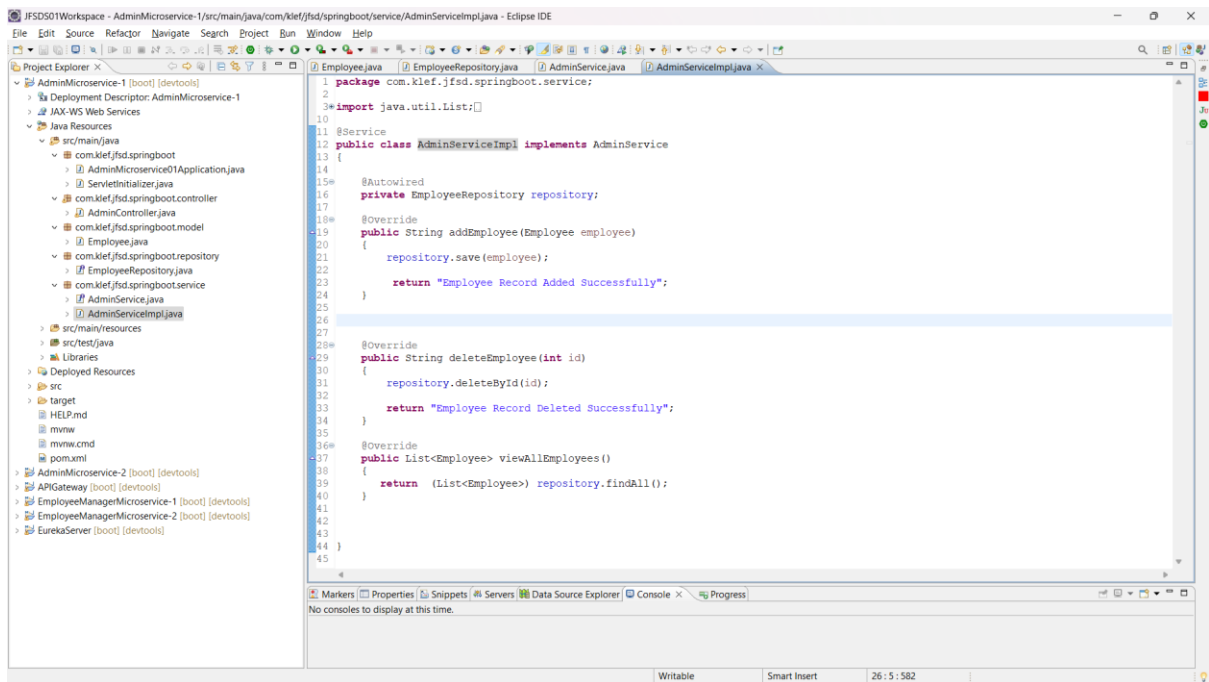 JFSDS01Workspace - AdminMicroservice-1/src/main/java/com/klef/jfsd/springboot/service/AdminServiceImpl.java - Eclipse IDE
File Edit Source Refactor Navigate Search Project Run Window Help
Project Explorer
AdminMicroservice-1 [boot] [devtools]
Deployment Descriptor: AdminMicroservice-1
JAX-WS Web Services
Java Resources
src/main/java
com.klef.jfsd.springboot
AdminMicroservice01Application.java
ServletInitializer.java
com.klef.jfsd.springboot.controller
AdminController.java
com.klef.jfsd.springboot.model
Employee.java
com.klef.jfsd.springboot.repository
EmployeeRepository.java
com.klef.jfsd.springboot.service
AdminService.java
AdminServiceImpl.java
src/main/resources
src/test/java
Libraries
Deployed Resources
src
target
HELP.md
mvnw
mvnw.cmd
pom.xml
AdminMicroservice-2 [boot] [devtools]
APIGateway [boot] [devtools]
EmployeeManagerMicroservice-1 [boot] [devtools]
EmployeeManagerMicroservice-2 [boot] [devtools]
EurekaServer [boot] [devtools]
Employee.java EmployeeRepository.java AdminService.java AdminServiceImpl.java
1 package com.klef.jfsd.springboot.service;
2
3 import java.util.List;
10
11 @Service
12 public class AdminServiceImpl implements AdminService
13 {
14
15 @Autowired
16 private EmployeeRepository repository;
17
18 @Override
19 public String addEmployee(Employee employee)
20 {
21 repository.save(employee);
22
23 return "Employee Record Added Successfully";
24 }
25
26
27
28 @Override
29 public String deleteEmployee(int id)
30 {
31 repository.deleteById(id);
32
33 return "Employee Record Deleted Successfully";
34 }
35
36 @Override
37 public List<Employee> viewAllEmployees()
38 {
39 return (List<Employee>) repository.findAll();
40 }
41
42
43
44 }
45
Markers Properties Snippets Servers Data Source Explorer Console Progress
No consoles to display at this time.
Writable Smart Insert 26 : 5 : 582